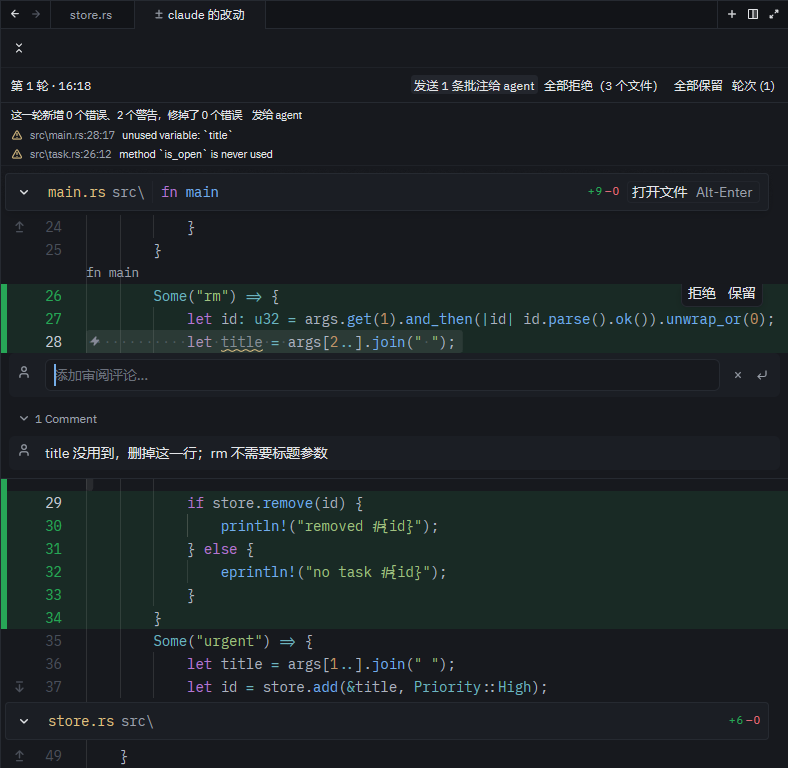 store.rs
± claude 的改动
第 1 轮 · 16:18
发送 1 条批注给 agent 全部拒绝 (3 个文件) 全部保留 轮次 (1)
这一轮新增 0 个错误、2 个警告，修掉了 0 个错误 发给 agent
src\main.rs:28:17 unused variable: `title`
src\task.rs:26:12 method `is_open` is never used
main.rs src\ fn main +9 −0 打开文件 Alt-Enter
24 }
25 }
fn main
26 Some("rm") => {
拒绝 保留
27 let id: u32 = args.get(1).and_then(|id| id.parse().ok()).unwrap_or(0);
28 let title = args[2..].join(" ");
添加审阅评论...
1 Comment
title 没用到，删掉这一行；rm 不需要标题参数
29 if store.remove(id) {
30 println!("removed #{id}");
31 } else {
32 eprintln!("no task #{id}");
33 }
34 }
35 Some("urgent") => {
36 let title = args[1..].join(" ");
37 let id = store.add(&title, Priority::High);
store.rs src\ +6 −0
49 }